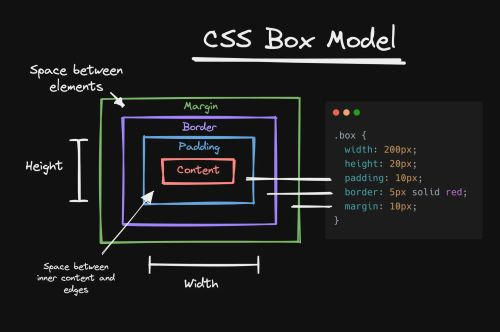 CSS Box Model
Space between
elements
Margin
Border
Padding
Content
Height
Width
Space between
inner content and
edges
.box {
width: 200px;
height: 20px;
padding: 10px;
border: 5px solid red;
margin: 10px;
}